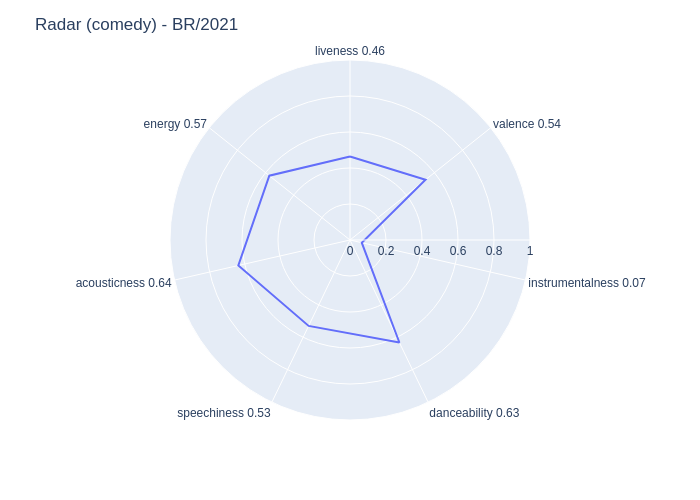 Radar (comedy) - BR/2021
liveness 0.46
energy 0.57
valence 0.54
0 0.2 0.4 0.6 0.8 1
acousticness 0.64
instrumentalness 0.07
speechiness 0.53
danceability 0.63